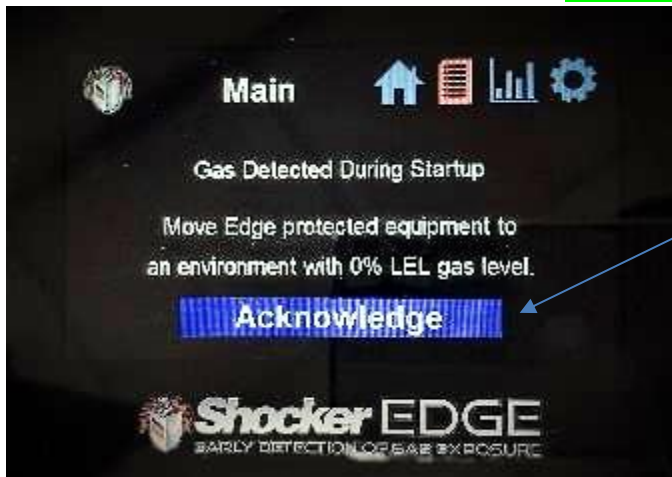 Main
Gas Detected During Startup
Move Edge protected equipment to
an environment with 0% LEL gas level.
Acknowledge
Shocker EDGE
EARLY DETECTION OF GAS EXPOSURE